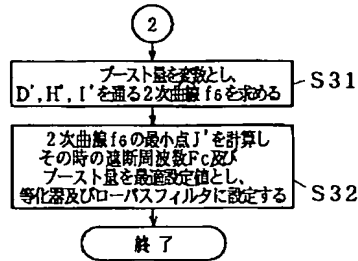 2
ブースト量を変数とし、
D',H',I'を通る2次曲線f6を求める
S31
2次曲線f6の最小点J'を計算し
その時の遮断周波数Fc及び
ブースト量を最適設定値とし、
等化器及びローパスフィルタに設定する
S32
終了